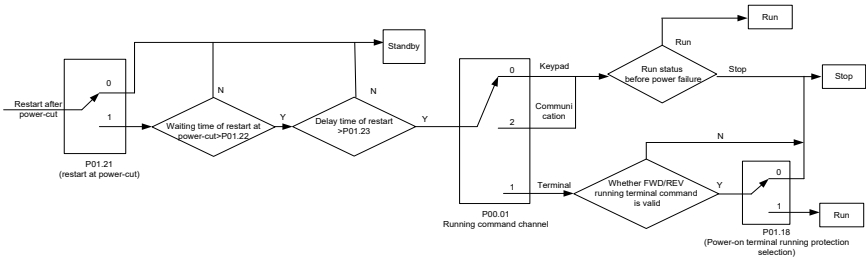 Restart after
power-cut
0
1
P01.21
(restart at power-cut)
N
Waiting time of restart at
power-cut>P01.22
Y
N
Delay time of restart
>P01.23
Y
Standby
0
2
1
P00.01
Running command channel
Keypad
Communi
cation
Terminal
Run status
before power failure
Run
Run
Stop
Stop
N
Whether FWD/REV
running terminal command
is valid
Y
0
1
P01.18
(Power-on terminal running protection
selection)
Run